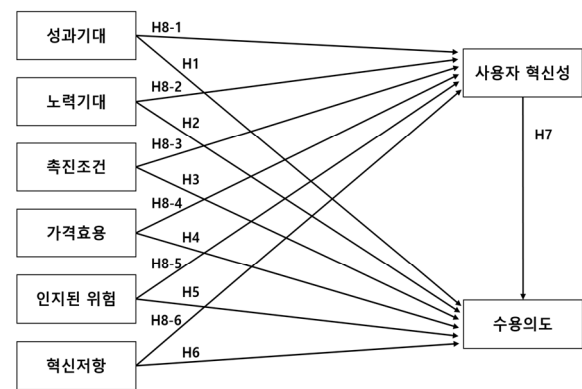 성과기대
H8-1
사용자 혁신성
H1
노력기대
H8-2
H2
H7
촉진조건
H8-3
H3
가격효용
H8-4
H4
인지된 위험
H8-5
H5
수용의도
혁신저항
H8-6
H6